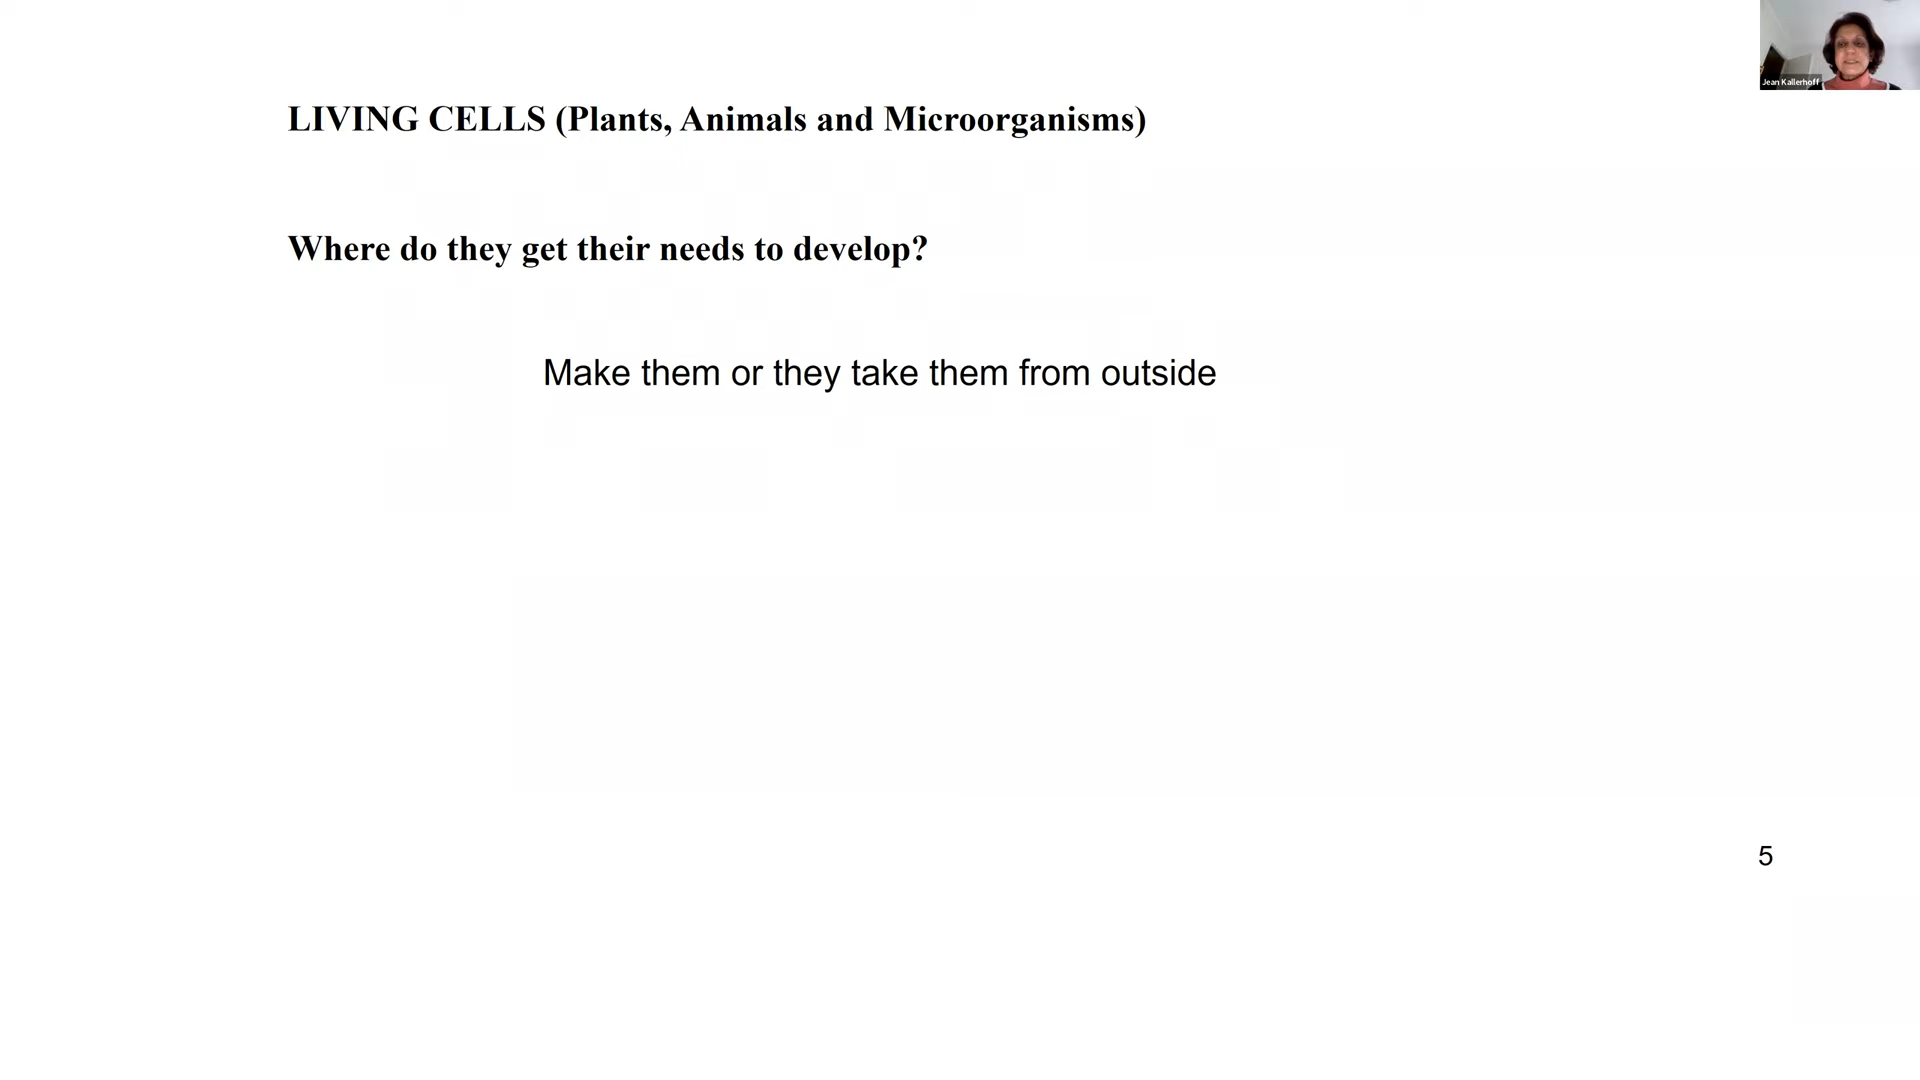 Jean Kallerhoff
LIVING CELLS (Plants, Animals and Microorganisms)
Where do they get their needs to develop?
Make them or they take them from outside
5